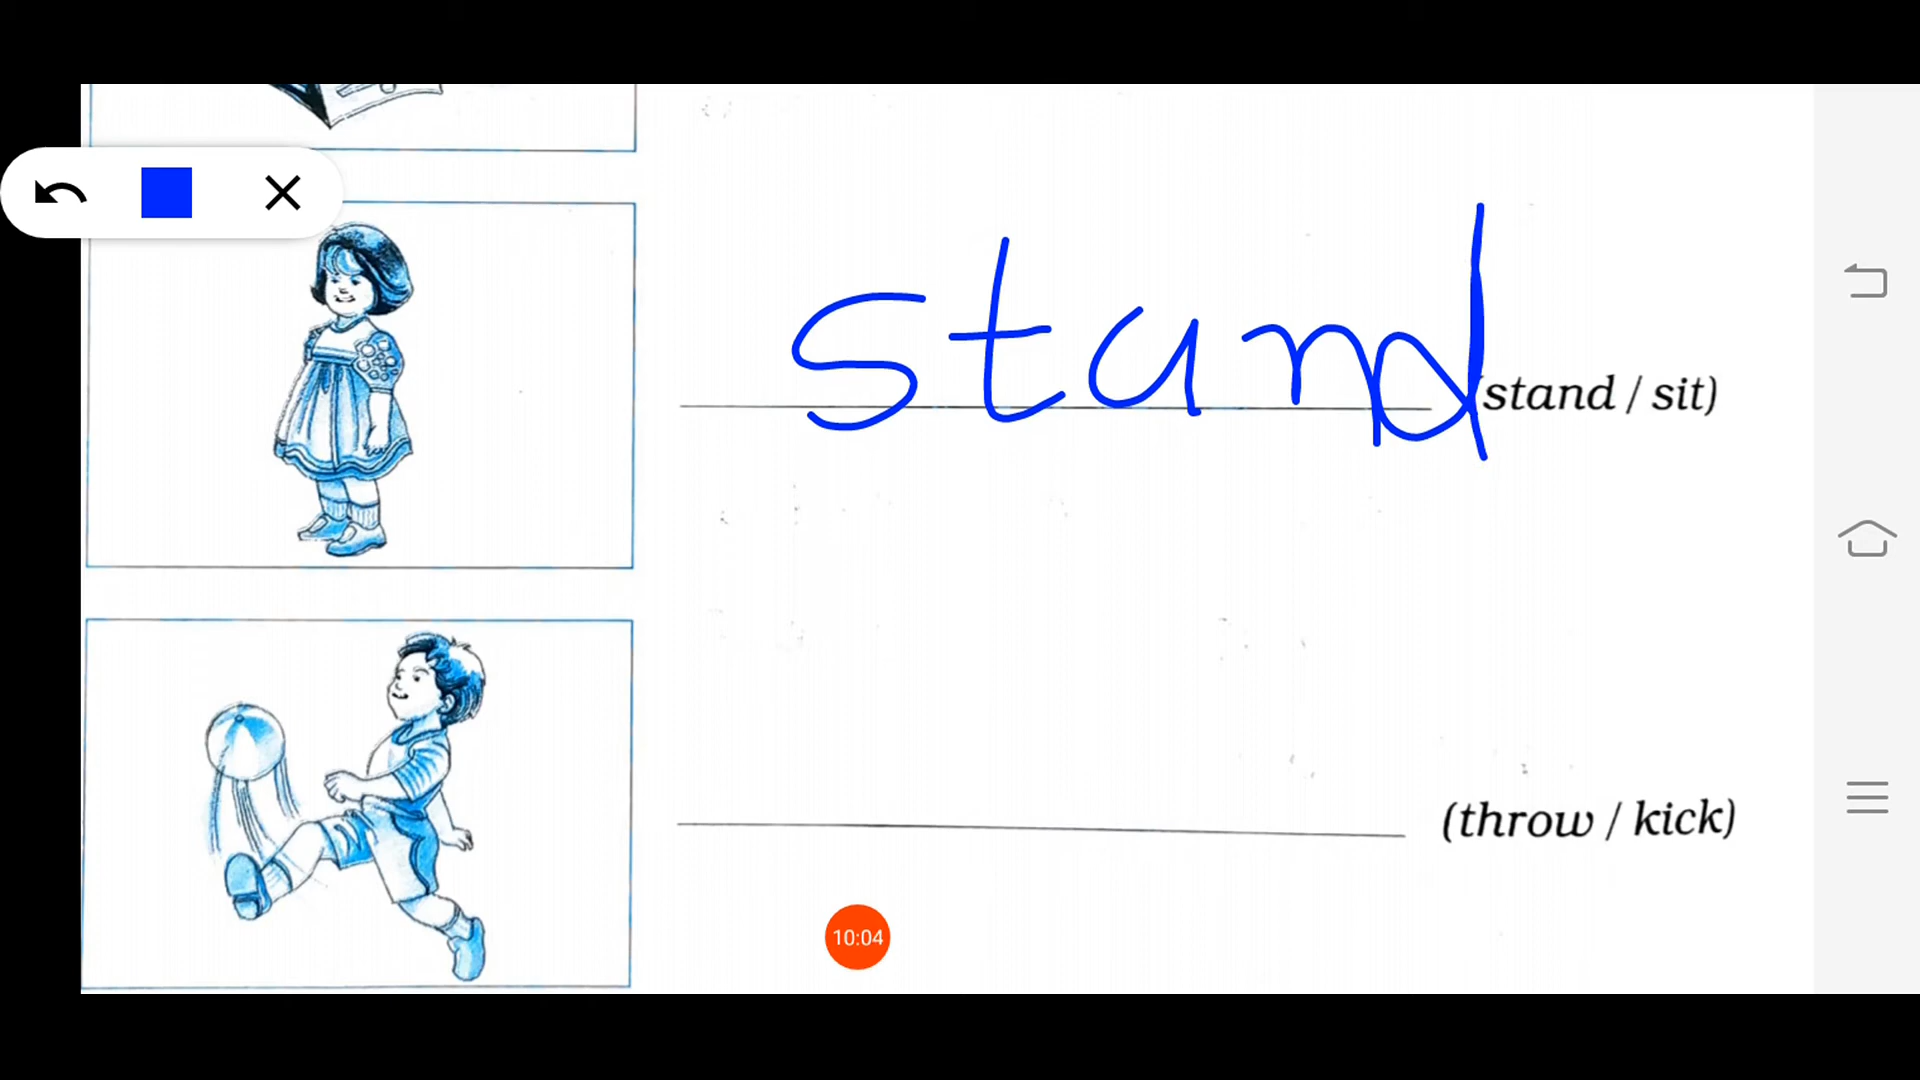 stand (stand / sit)
(throw / kick)
10:04